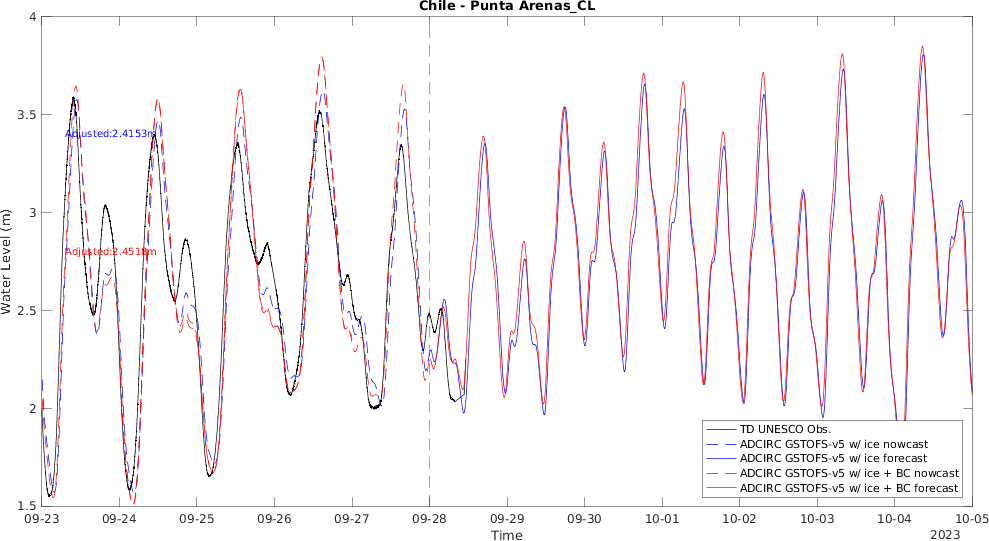 Chile - Punta Arenas_CL
4
3.5
3
2.5
2
1.5
Water Level (m)
Adjusted:2.4153m
Adjusted:2.4518m
TD UNESCO Obs.
ADCIRC GSTOFS-v5 w/ ice nowcast
ADCIRC GSTOFS-v5 w/ ice forecast
ADCIRC GSTOFS-v5 w/ ice + BC nowcast
ADCIRC GSTOFS-v5 w/ ice + BC forecast
09-23 09-24 09-25 09-26 09-27 09-28 09-29 09-30 10-01 10-02 10-03 10-04 10-05
Time
2023